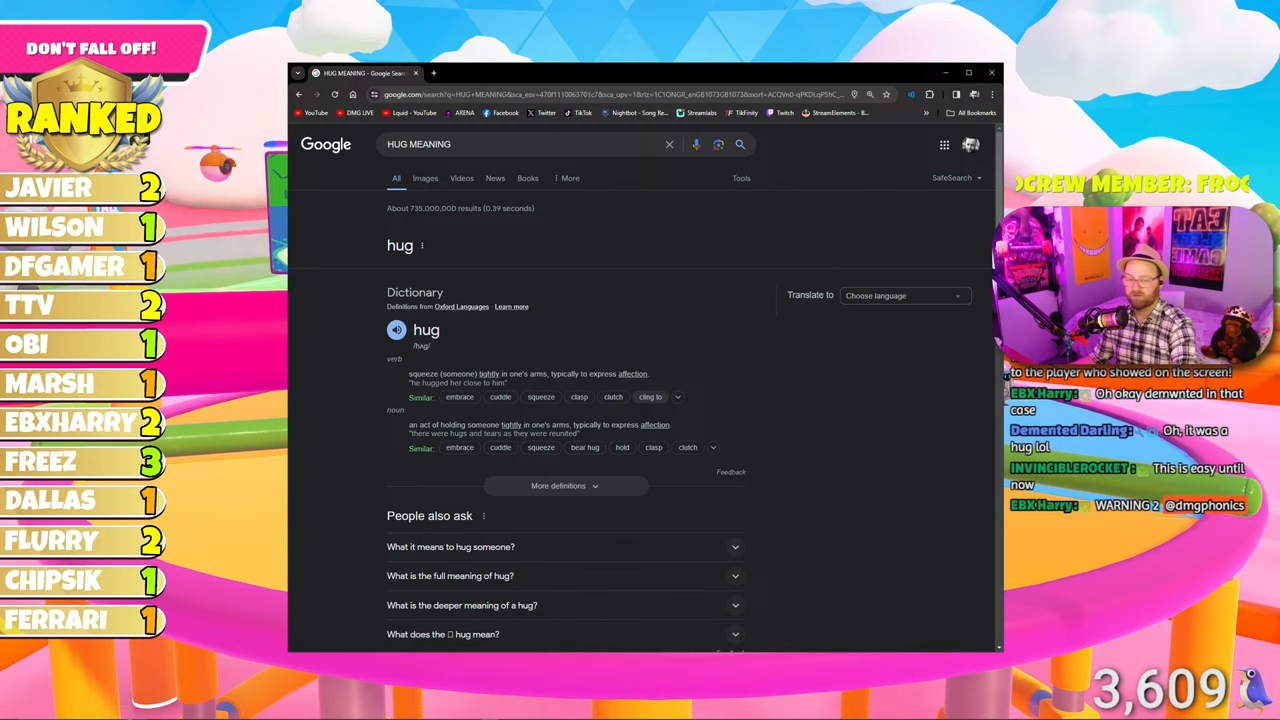 DON'T FALL OFF!
RANKED
JAVIER 2
WILSON 1
DFGAMER 1
TTV 2
OBI 1
MARSH 1
EBXHARRY 2
FREEZ 3
DALLAS 1
FLURRY 2
CHIPSIK 1
FERRARI 1
HUG MEANING - Google Sear
YouTube
DMG LIVE
Liquid - YouTube
ARENA
Facebook
Twitter
TikTok
Nightbot - Song Re...
Streamlabs
TikFinity
Twitch
StreamElements - B...
»
All Bookmarks
Google
HUG MEANING
All
Images
Videos
News
Books
More
Tools
SafeSearch
About 735,000,000 results (0.39 seconds)
hug
Dictionary
Definitions from Oxford Languages · Learn more
Translate to
Choose language
hug
/hʌɡ/
verb
squeeze (someone) tightly in one's arms, typically to express affection.
"he hugged her close to him"
Similar: embrace cuddle squeeze clasp clutch cling to
noun
an act of holding someone tightly in one's arms, typically to express affection.
"there were hugs and tears as they were reunited"
Similar: embrace cuddle squeeze bear hug hold clasp clutch
Feedback
More definitions
People also ask
What it means to hug someone?
What is the full meaning of hug?
What is the deeper meaning of a hug?
What does the □ hug mean?
CREW MEMBER: FROG
EAT
SLEEP
GAME
to the player who showed on the screen!
EBX Harry: Oh okay demwnted in that
case
Demented Darling: Oh, it was a
hug lol
INVINCIBLEROCKET : This is easy until
now
EBX Harry: WARNING 2 @dmgphonics
3,609